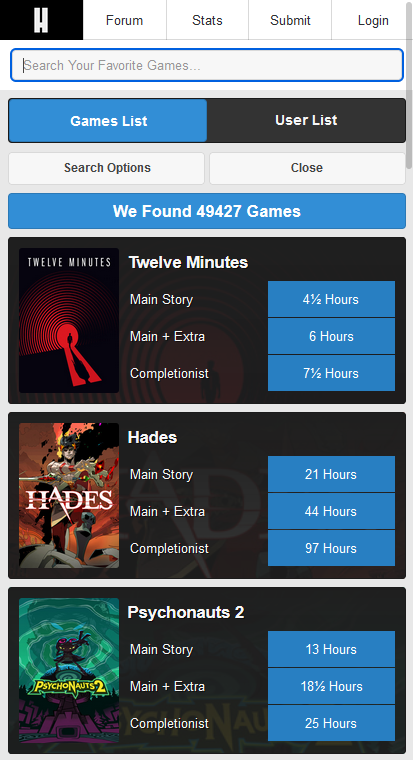 H
Forum
Stats
Submit
Login
Search Your Favorite Games...
Games List
User List
Search Options
Close
We Found 49427 Games
TWELVE MINUTES
Twelve Minutes
Main Story
4½ Hours
Main + Extra
6 Hours
Completionist
7½ Hours
HADES
Hades
Main Story
21 Hours
Main + Extra
44 Hours
Completionist
97 Hours
PSYCHONAUTS 2
Psychonauts 2
Main Story
13 Hours
Main + Extra
18½ Hours
Completionist
25 Hours